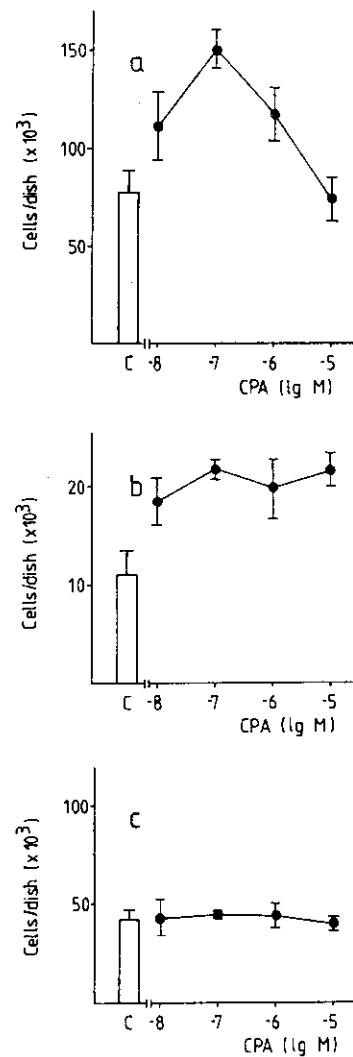 a
Cells/dish (x10³)
150
100
50
C -8 -7 -6 -5
CPA (lg M)
b
Cells/dish (x10³)
20
10
C -8 -7 -6 -5
CPA (lg M)
c
Cells/dish (x10³)
100
50
C -8 -7 -6 -5
CPA (lg M)